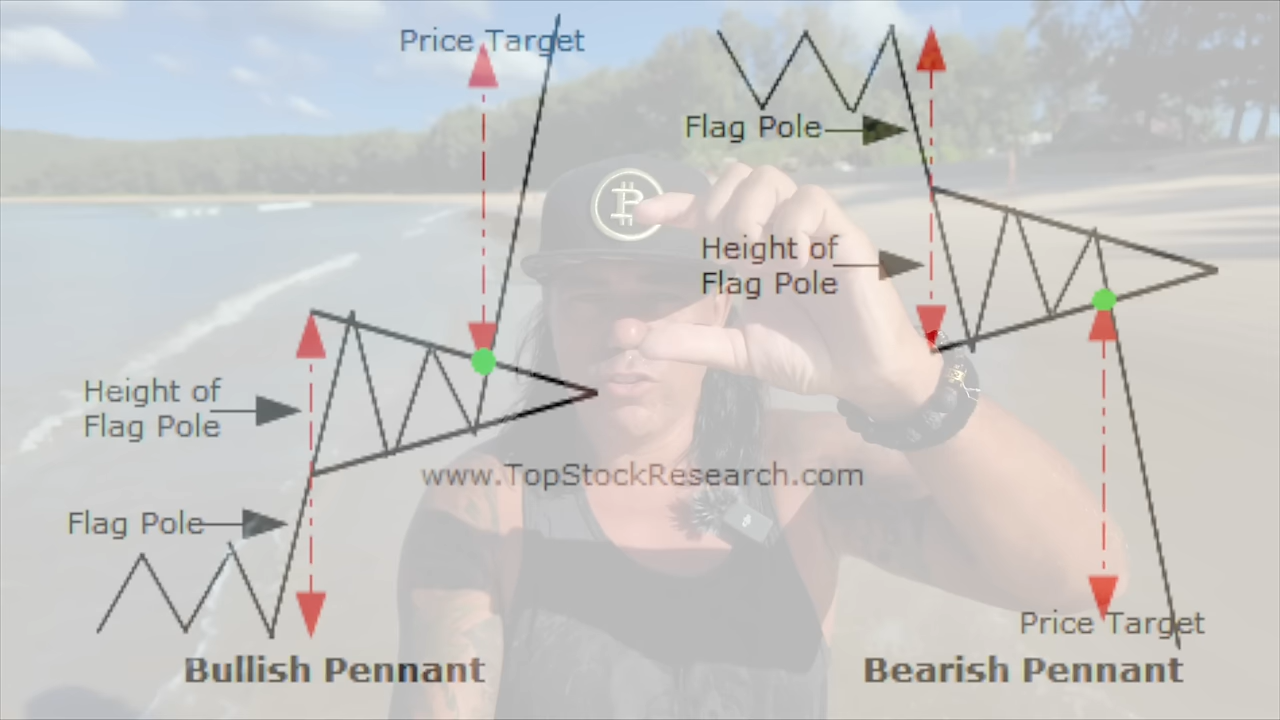 Price Target
Flag Pole
Height of
Flag Pole
Height of
Flag Pole
www.TopStockResearch.com
Flag Pole
Price Target
Bullish Pennant
Bearish Pennant